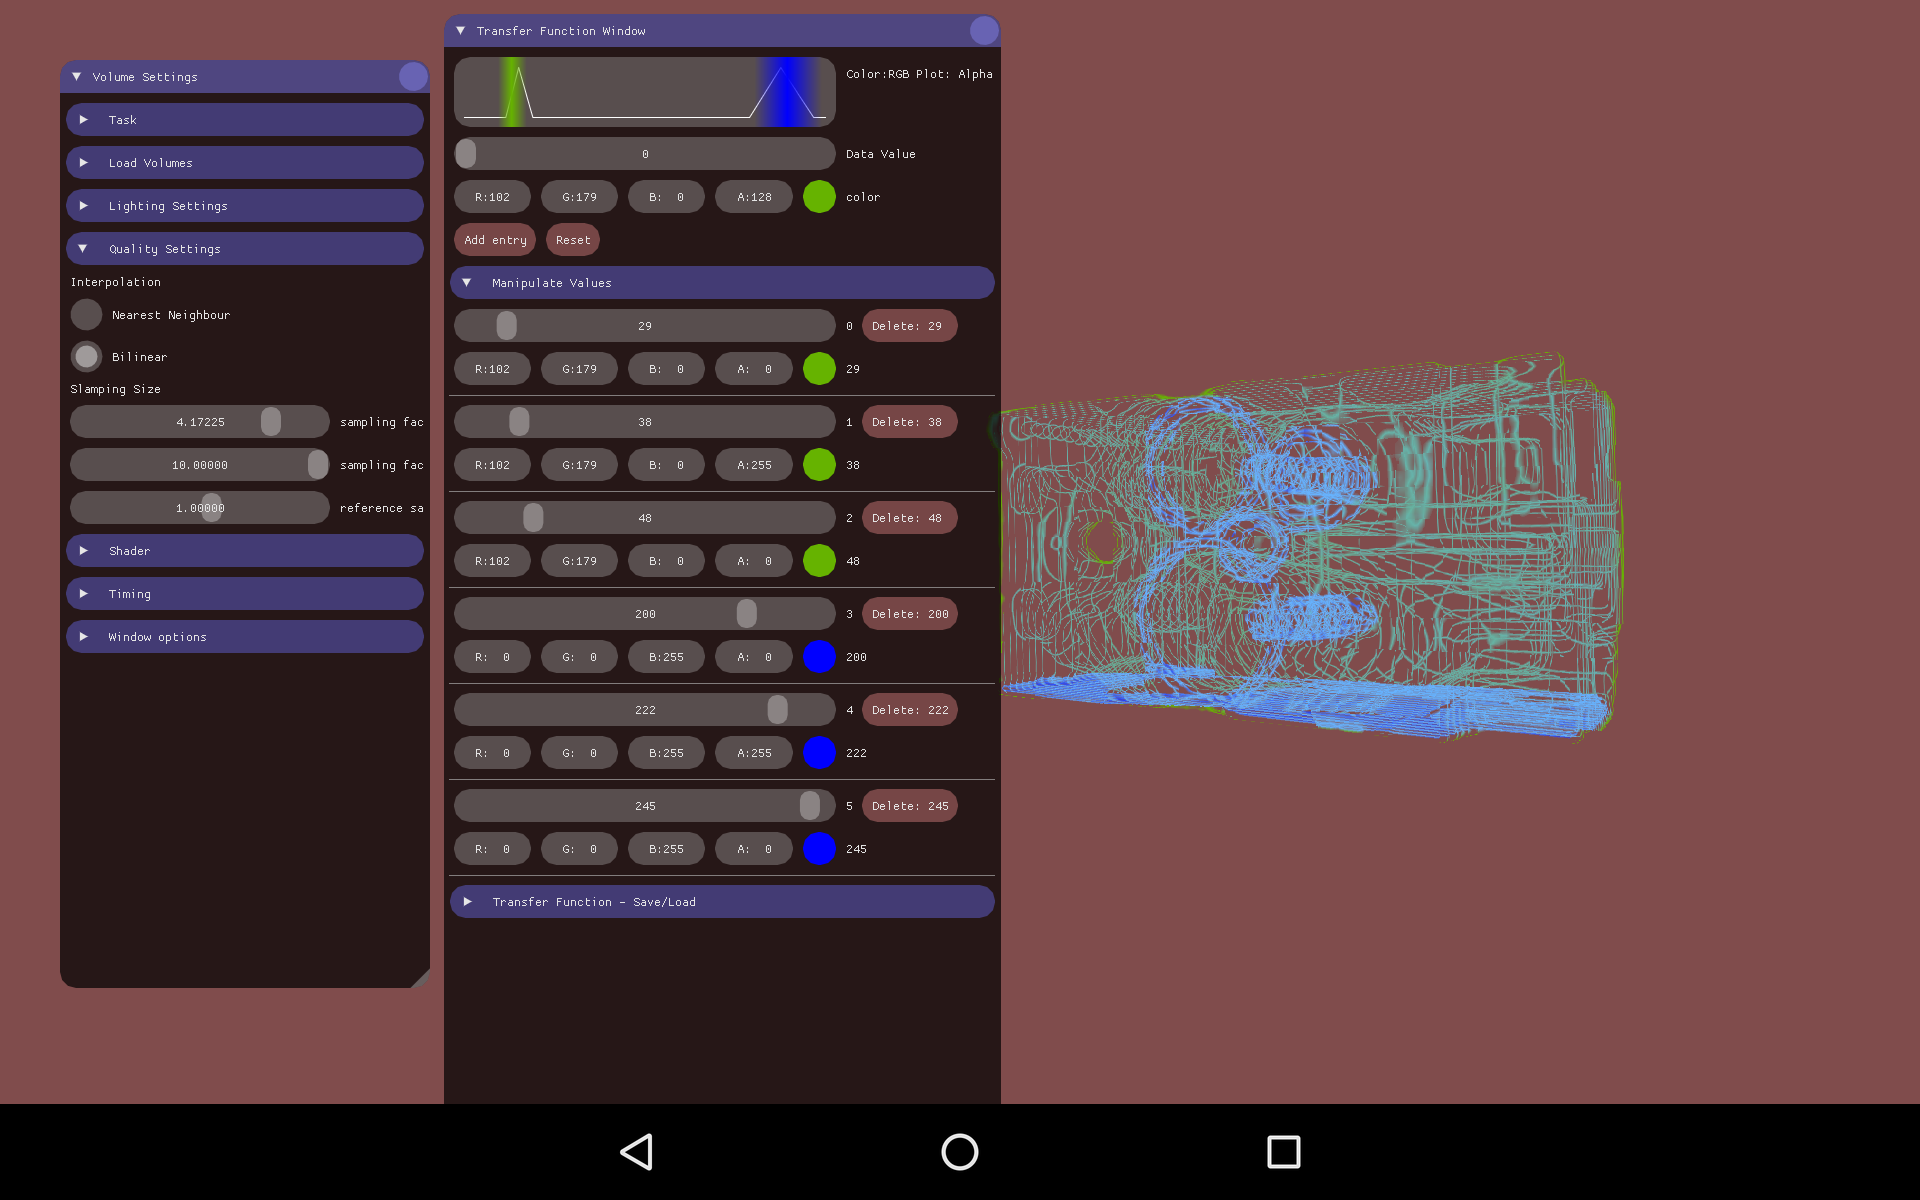 Volume Settings
Task
Load Volumes
Lighting Settings
Quality Settings
Interpolation
Nearest Neighbour
Bilinear
Slamping Size
4.17225 sampling fac
10.00000 sampling fac
1.00000 reference sa
Shader
Timing
Window options
Transfer Function Window
Color:RGB Plot: Alpha
0 Data Value
R:102 G:179 B: 0 A:128 color
Add entry Reset
Manipulate Values
29 0 Delete: 29
R:102 G:179 B: 0 A: 0 29
38 1 Delete: 38
R:102 G:179 B: 0 A:255 38
48 2 Delete: 48
R:102 G:179 B: 0 A: 0 48
200 3 Delete: 200
R: 0 G: 0 B:255 A: 0 200
222 4 Delete: 222
R: 0 G: 0 B:255 A:255 222
245 5 Delete: 245
R: 0 G: 0 B:255 A: 0 245
Transfer Function - Save/Load